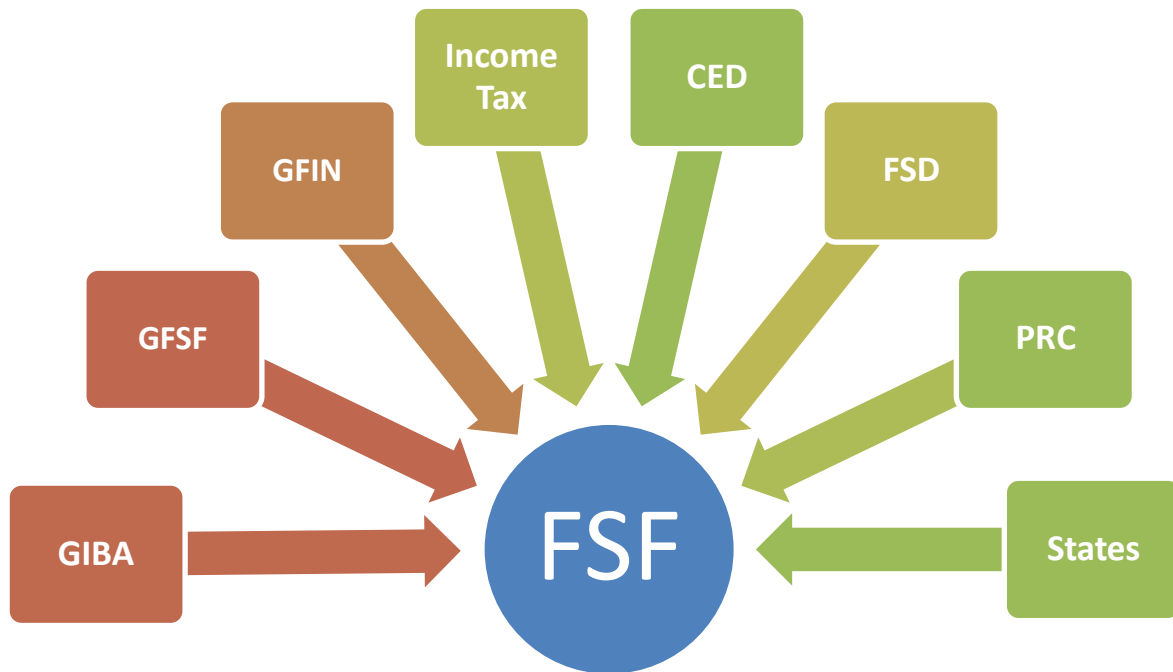 Income
Tax
CED
GFIN
FSD
GFSF
PRC
GIBA
FSF
States